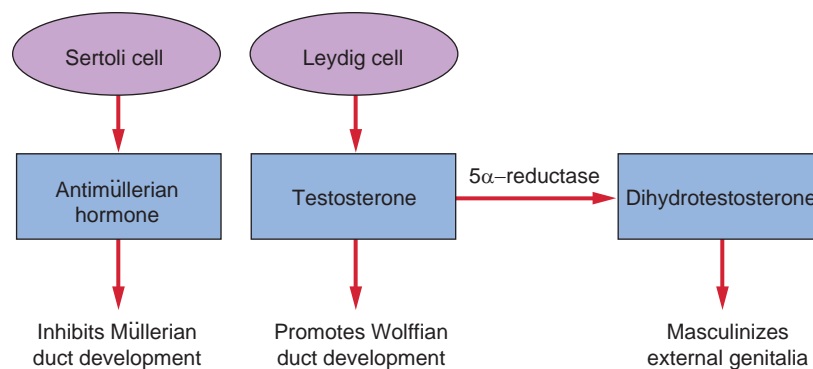 Sertoli cell
Leydig cell
Antimüllerian
hormone
Testosterone
5α–reductase
Dihydrotestosterone
Inhibits Müllerian
duct development
Promotes Wolffian
duct development
Masculinizes
external genitalia